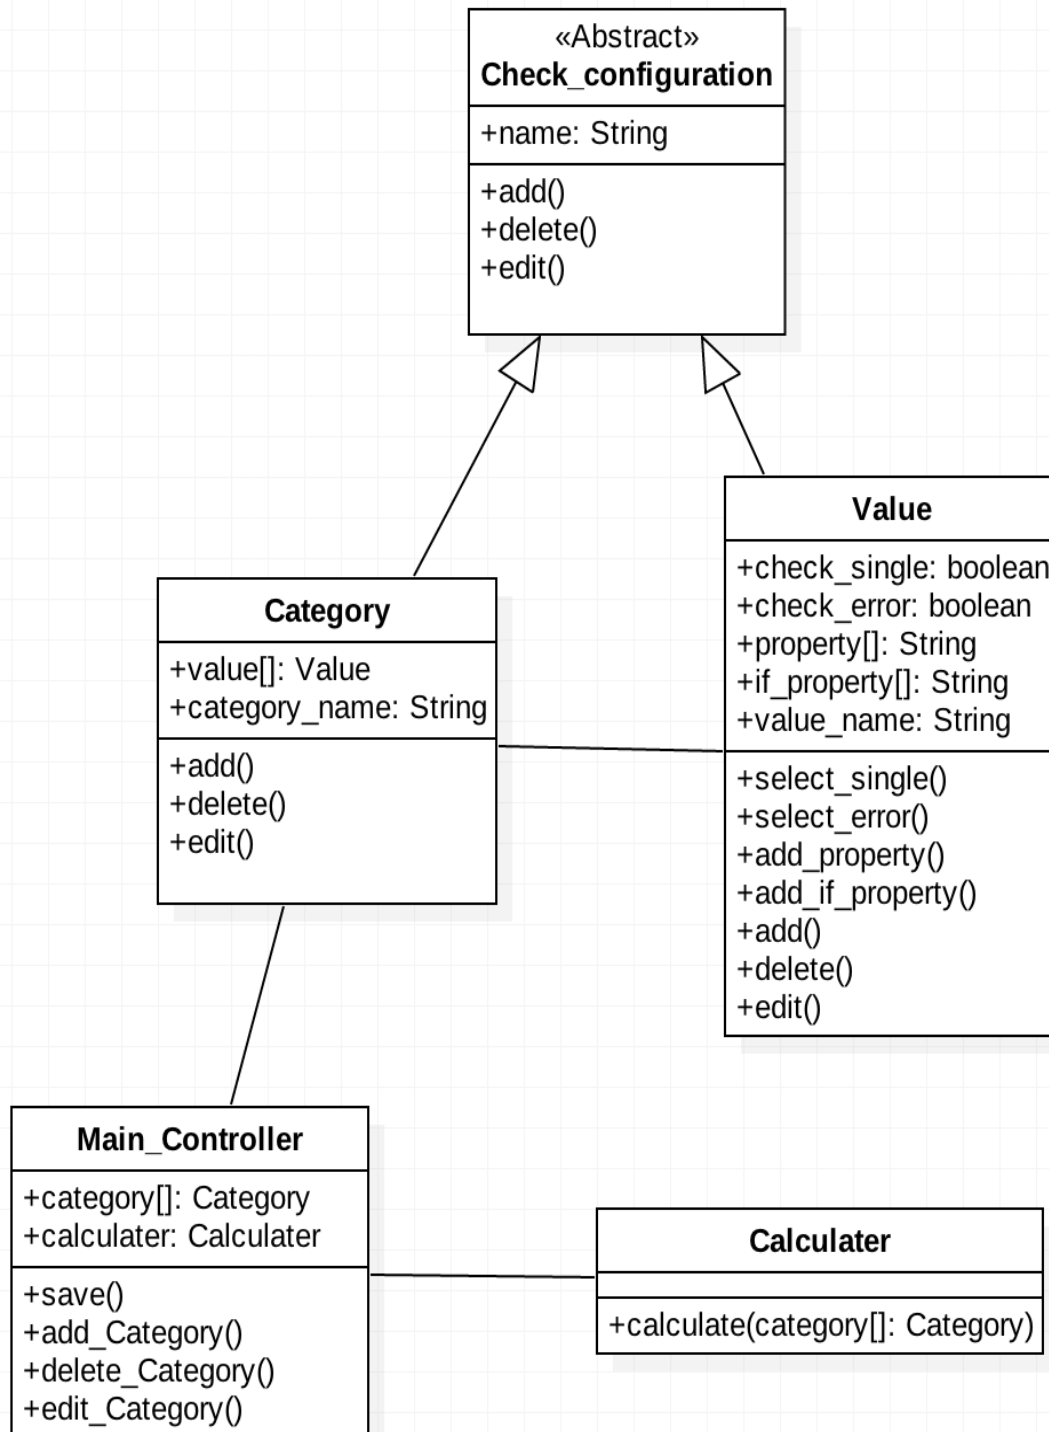 «Abstract»
Check_configuration
+name: String
+add()
+delete()
+edit()
Value
+check_single: boolean
+check_error: boolean
+property[]: String
+if_property[]: String
+value_name: String
+select_single()
+select_error()
+add_property()
+add_if_property()
+add()
+delete()
+edit()
Category
+value[]: Value
+category_name: String
+add()
+delete()
+edit()
Main_Controller
+category[]: Category
+calculater: Calculater
+save()
+add_Category()
+delete_Category()
+edit_Category()
Calculater
+calculate(category[]: Category)